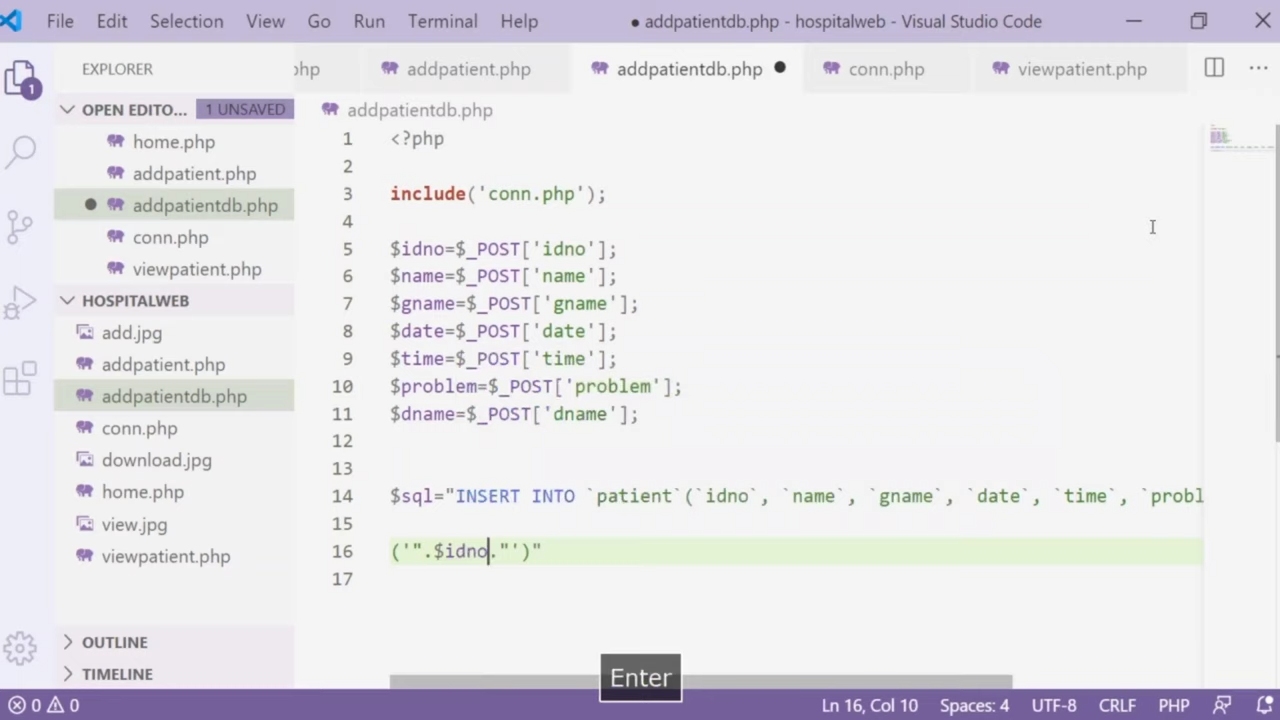 File Edit Selection View Go Run Terminal Help ● addpatientdb.php - hospitalweb - Visual Studio Code
EXPLORER
php addpatient.php addpatientdb.php ● conn.php viewpatient.php
OPEN EDITO... 1 UNSAVED
home.php
addpatient.php
addpatientdb.php
conn.php
viewpatient.php
HOSPITALWEB
add.jpg
addpatient.php
addpatientdb.php
conn.php
download.jpg
home.php
view.jpg
viewpatient.php
OUTLINE
TIMELINE
1
addpatientdb.php
1 <?php
2
3 include('conn.php');
4
5 $idno=$_POST['idno'];
6 $name=$_POST['name'];
7 $gname=$_POST['gname'];
8 $date=$_POST['date'];
9 $time=$_POST['time'];
10 $problem=$_POST['problem'];
11 $dname=$_POST['dname'];
12
13
14 $sql="INSERT INTO `patient`(`idno`, `name`, `gname`, `date`, `time`, `probl
15
16 ('".$idno."')"
17
Enter
0 0 Ln 16, Col 10 Spaces: 4 UTF-8 CRLF PHP